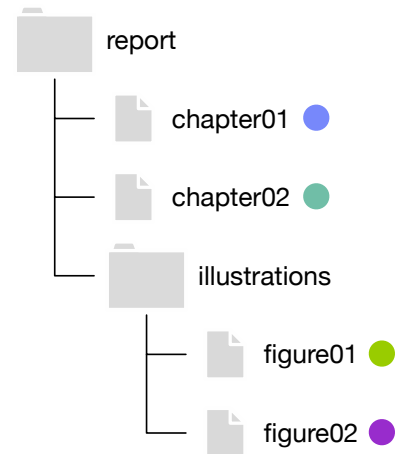 report
chapter01
chapter02
illustrations
figure01
figure02